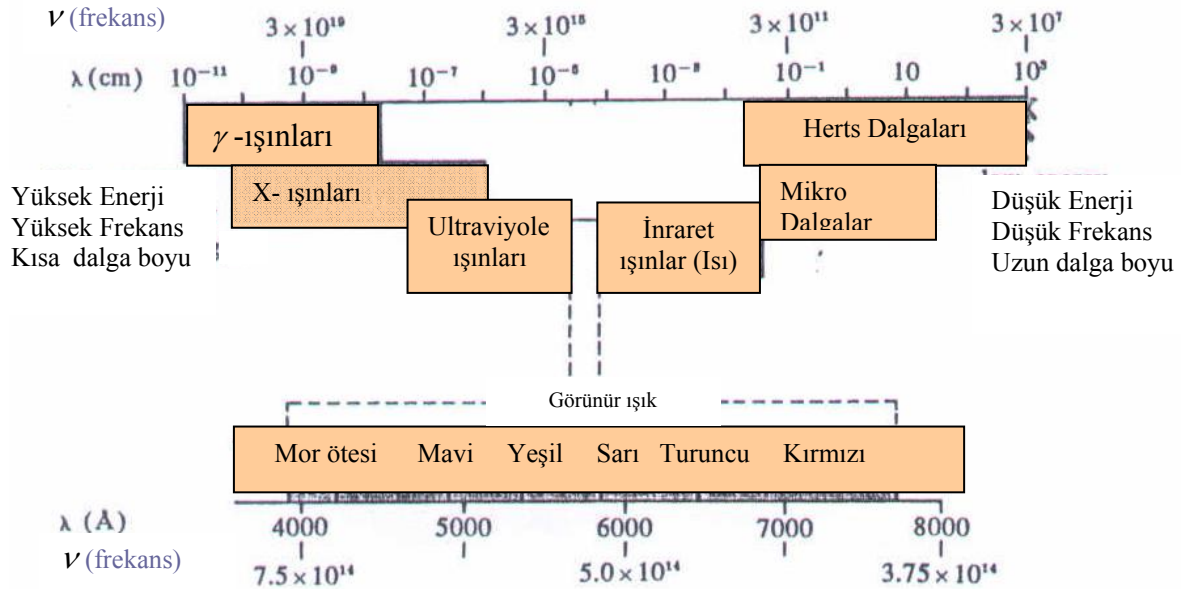 ν (frekans)
3 × 10¹⁹ 3 × 10¹⁵ 3 × 10¹¹ 3 × 10⁷
λ (cm) 10⁻¹¹ 10⁻⁹ 10⁻⁷ 10⁻⁵ 10⁻³ 10⁻¹ 10 10³
γ -ışınları
Herts Dalgaları
X- ışınları
Mikro
Dalgalar
Ultraviyole
ışınları
İnraret
ışınlar (Isı)
Yüksek Enerji
Yüksek Frekans
Kısa dalga boyu
Düşük Enerji
Düşük Frekans
Uzun dalga boyu
Görünür ışık
Mor ötesi Mavi Yeşil Sarı Turuncu Kırmızı
λ (Å) 4000 5000 6000 7000 8000
ν (frekans)
7.5 × 10¹⁴ 5.0 × 10¹⁴ 3.75 × 10¹⁴